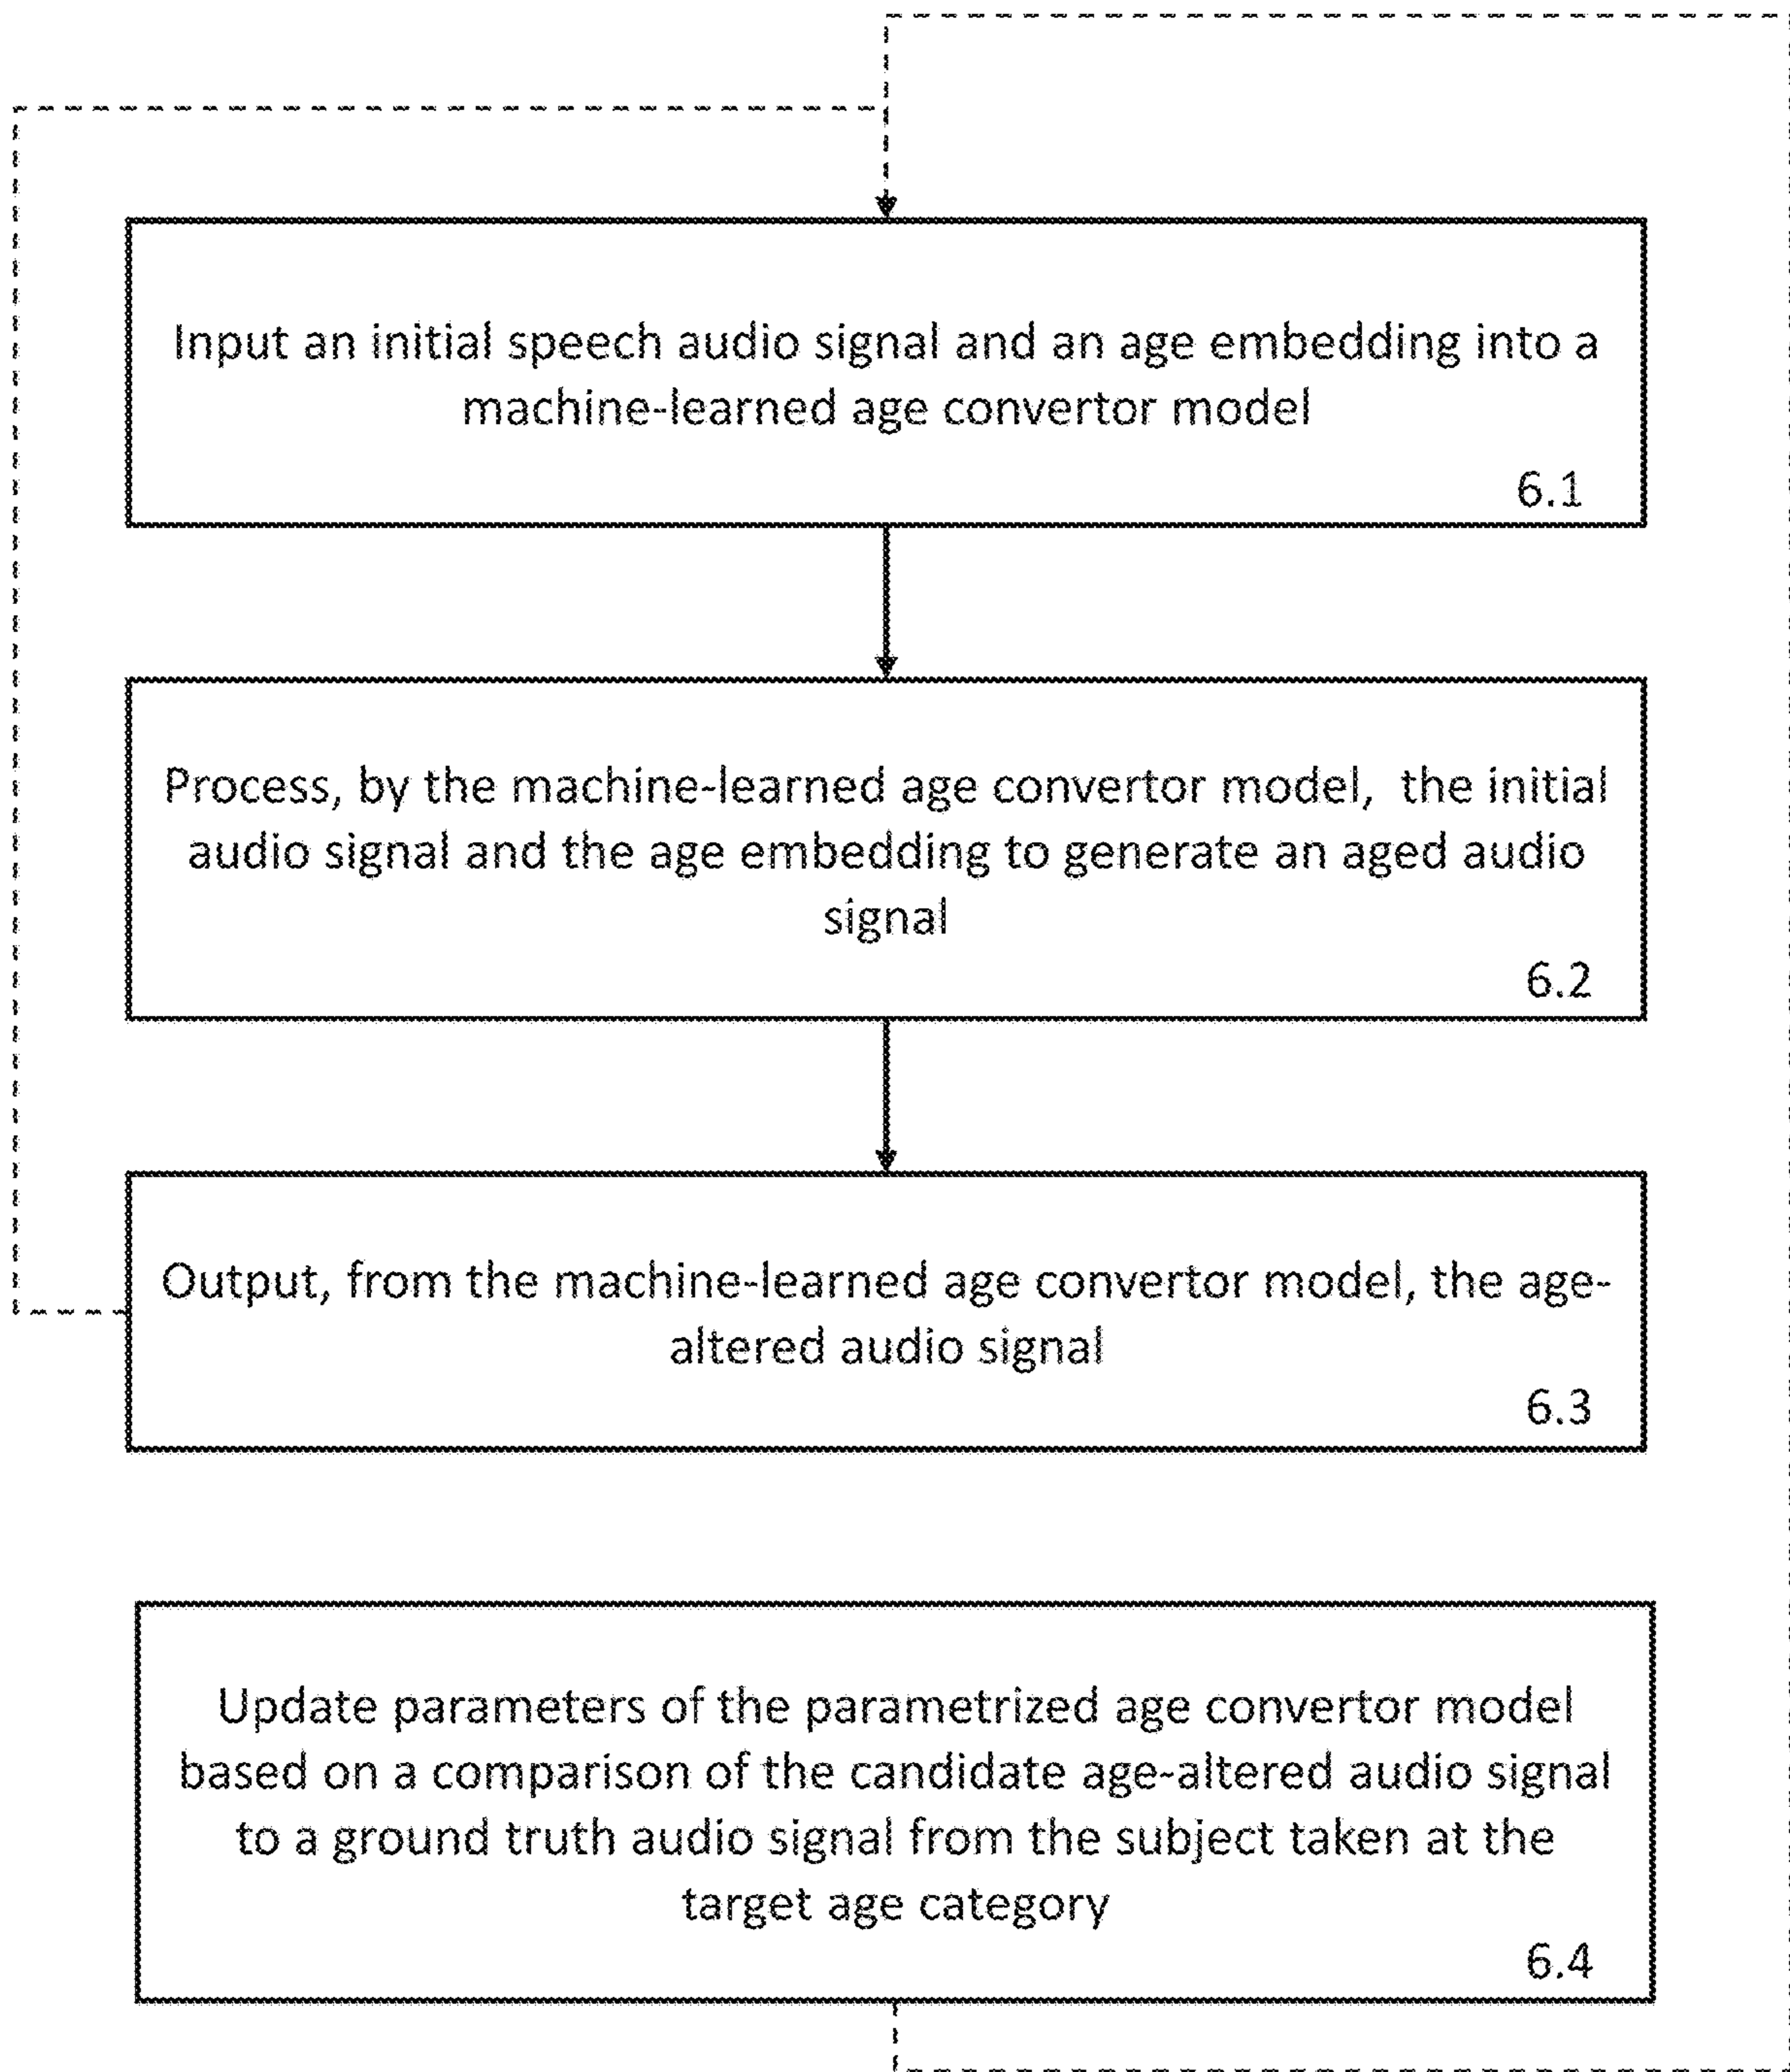 Input an initial speech audio signal and an age embedding into a
machine-learned age convertor model
6.1
Process, by the machine-learned age convertor model, the initial
audio signal and the age embedding to generate an aged audio
signal
6.2
Output, from the machine-learned age convertor model, the age-
altered audio signal
6.3
Update parameters of the parametrized age convertor model
based on a comparison of the candidate age-altered audio signal
to a ground truth audio signal from the subject taken at the
target age category
6.4